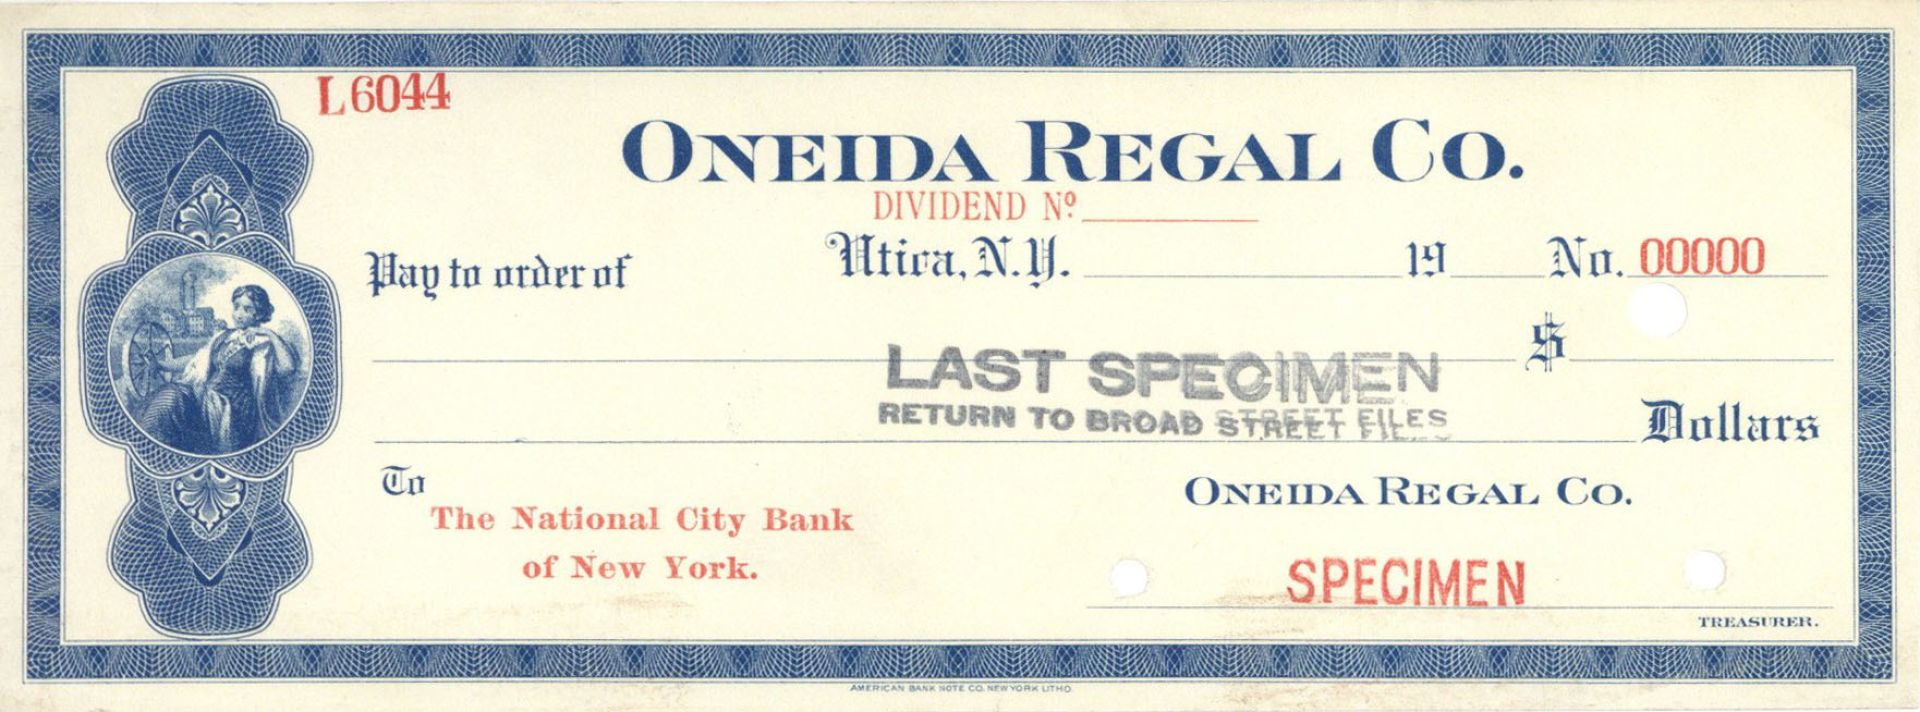 L 6044
ONEIDA REGAL CO.
DIVIDEND Nº
Utica, N.Y. 19 No. 00000
Pay to order of
$
LAST SPECIMEN
RETURN TO BROAD STREET FILES
Dollars
To
The National City Bank
of New York.
ONEIDA REGAL CO.
SPECIMEN
TREASURER.
AMERICAN BANK NOTE CO. NEW YORK LITHO.